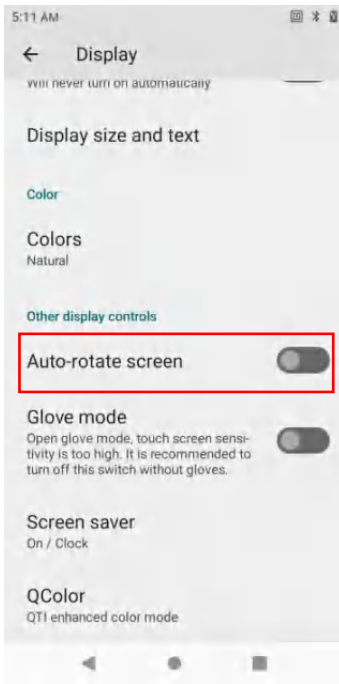 5:11 AM
Display
Will never turn on automatically
Display size and text
Color
Colors
Natural
Other display controls
Auto-rotate screen
Glove mode
Open glove mode, touch screen sensi-
tivity is too high. It is recommended to
turn off this switch without gloves.
Screen saver
On / Clock
QColor
QTI enhanced color mode